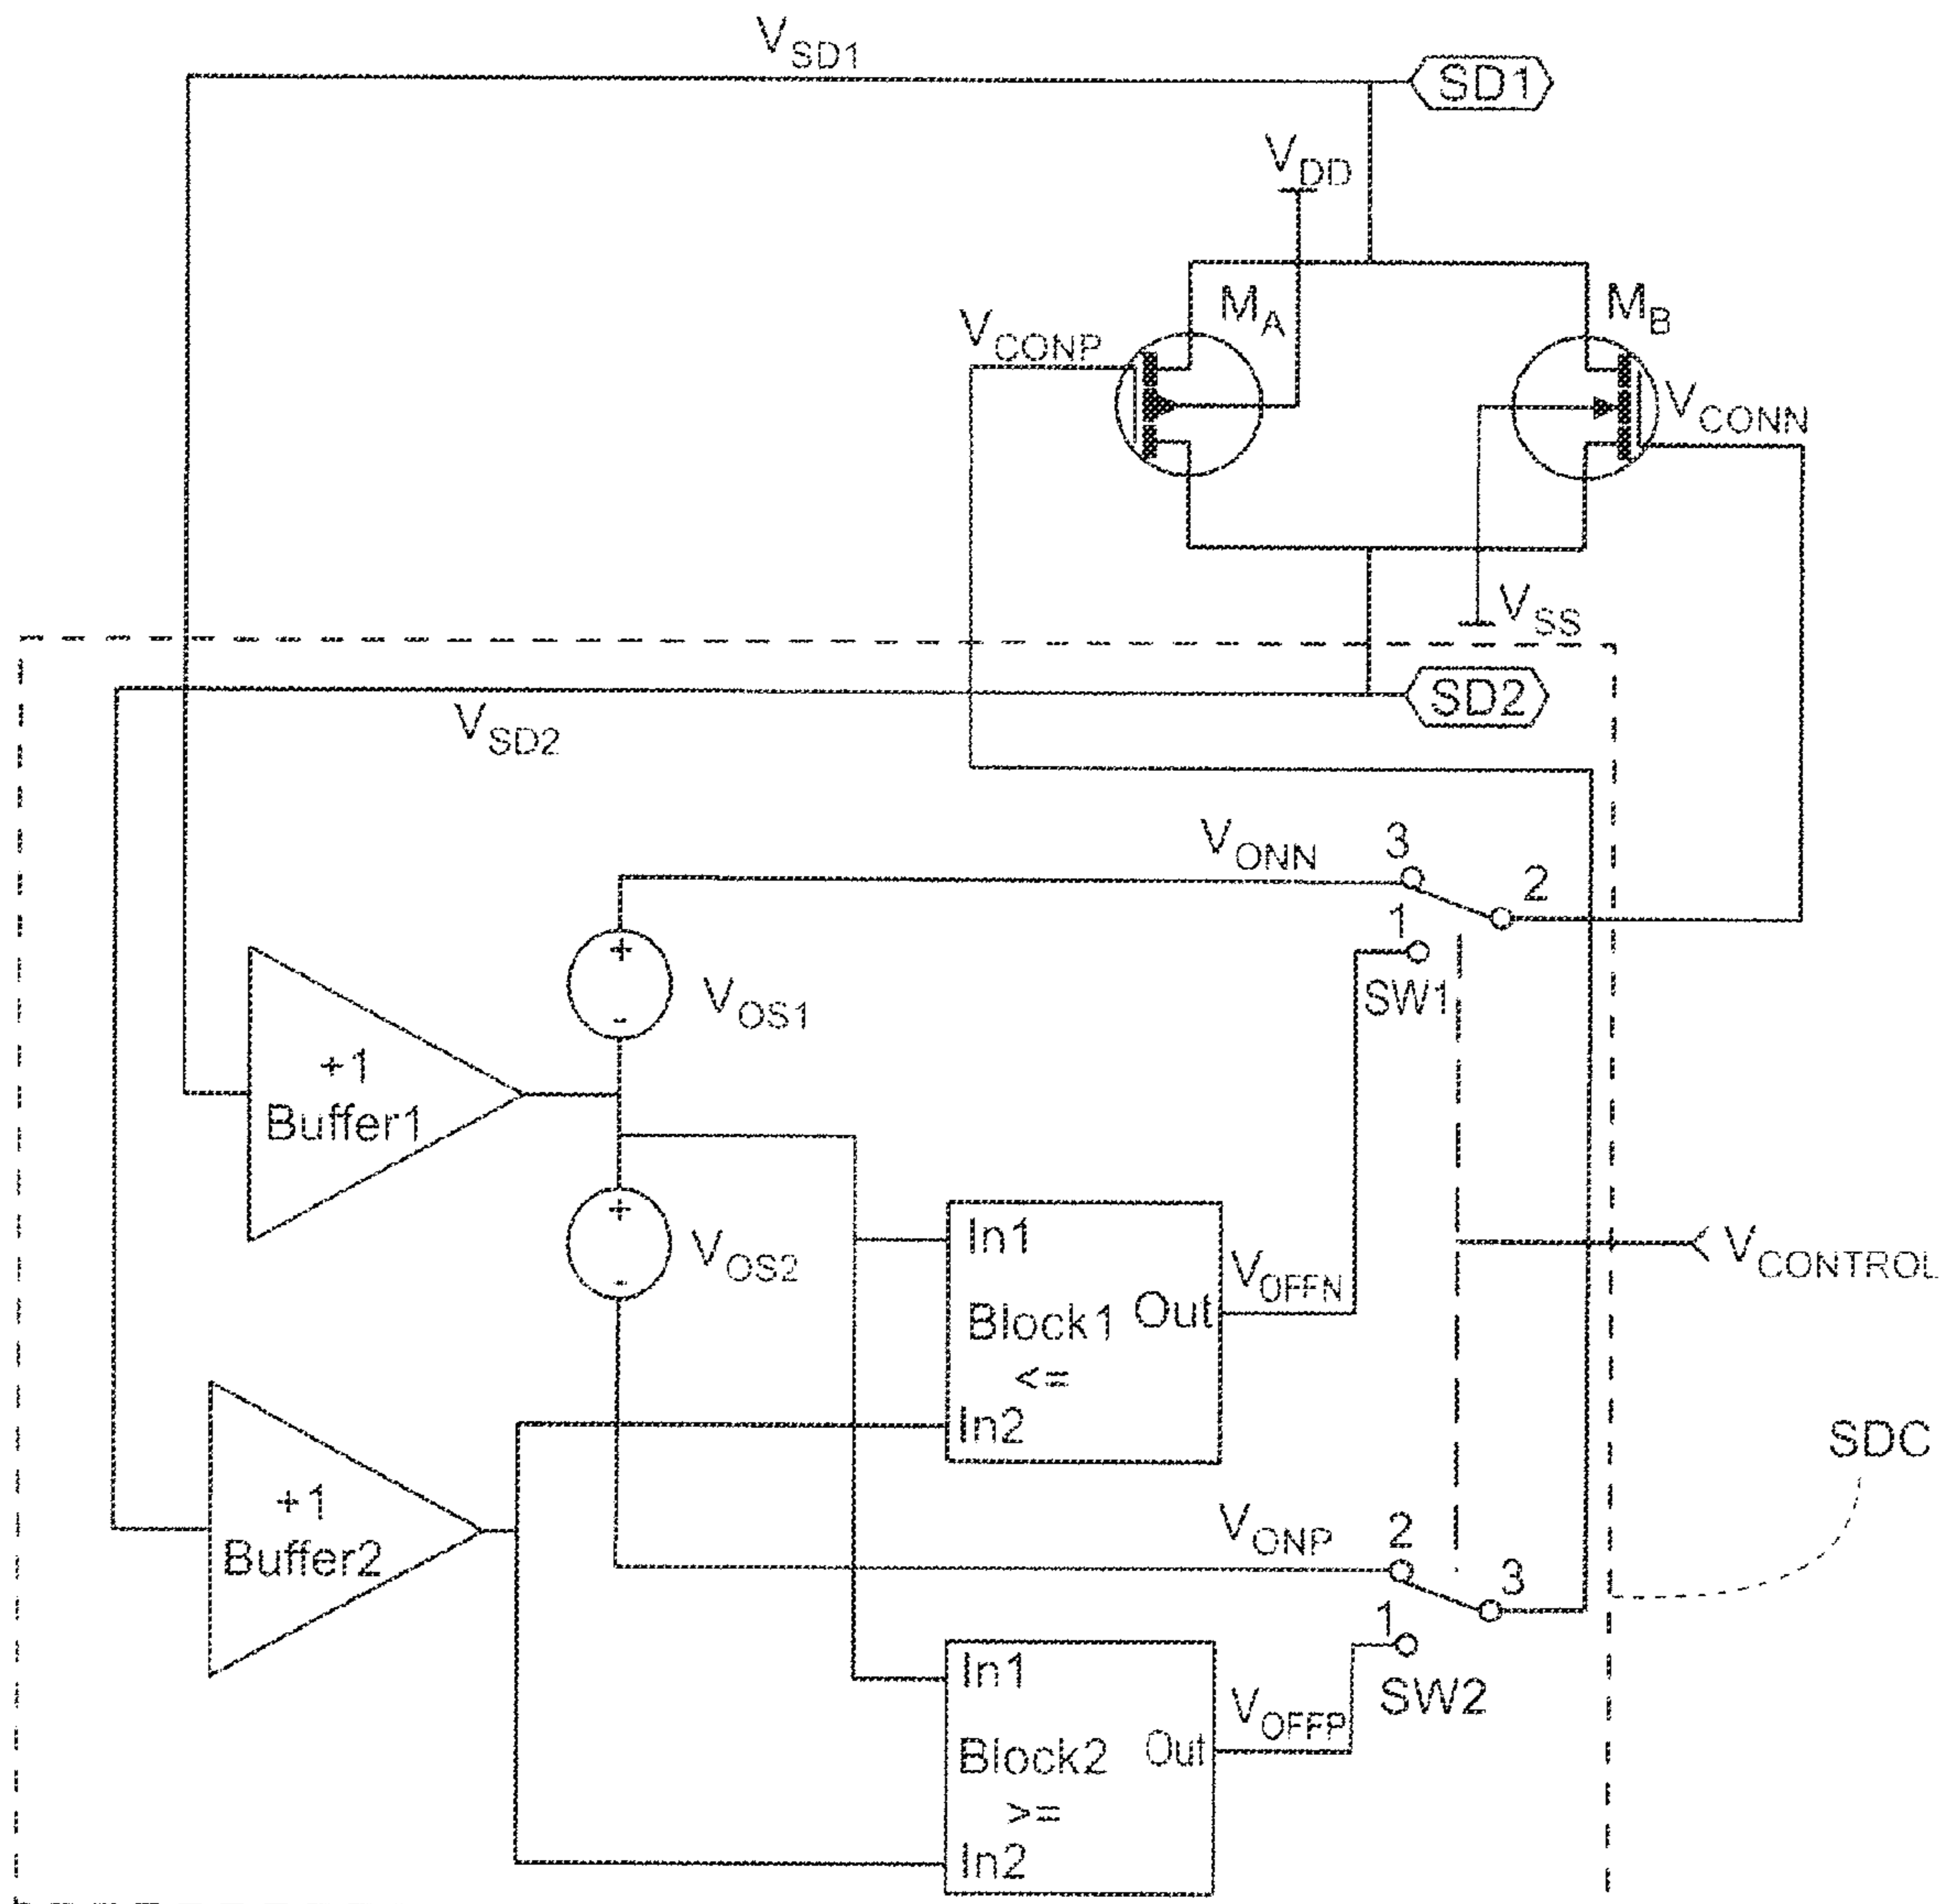 VSD1
SD1
VDD
MA
MB
VCONP
VCONN
VSS
SD2
VSD2
VONN
3
2
1
SW1
+
-
VOS1
+1
Buffer1
+
-
VOS2
In1
Block1
<=
In2
Out
VOFFN
VCONTROL
SDC
+1
Buffer2
VONP
2
3
1
SW2
In1
Block2
>=
In2
Out
VOFFP